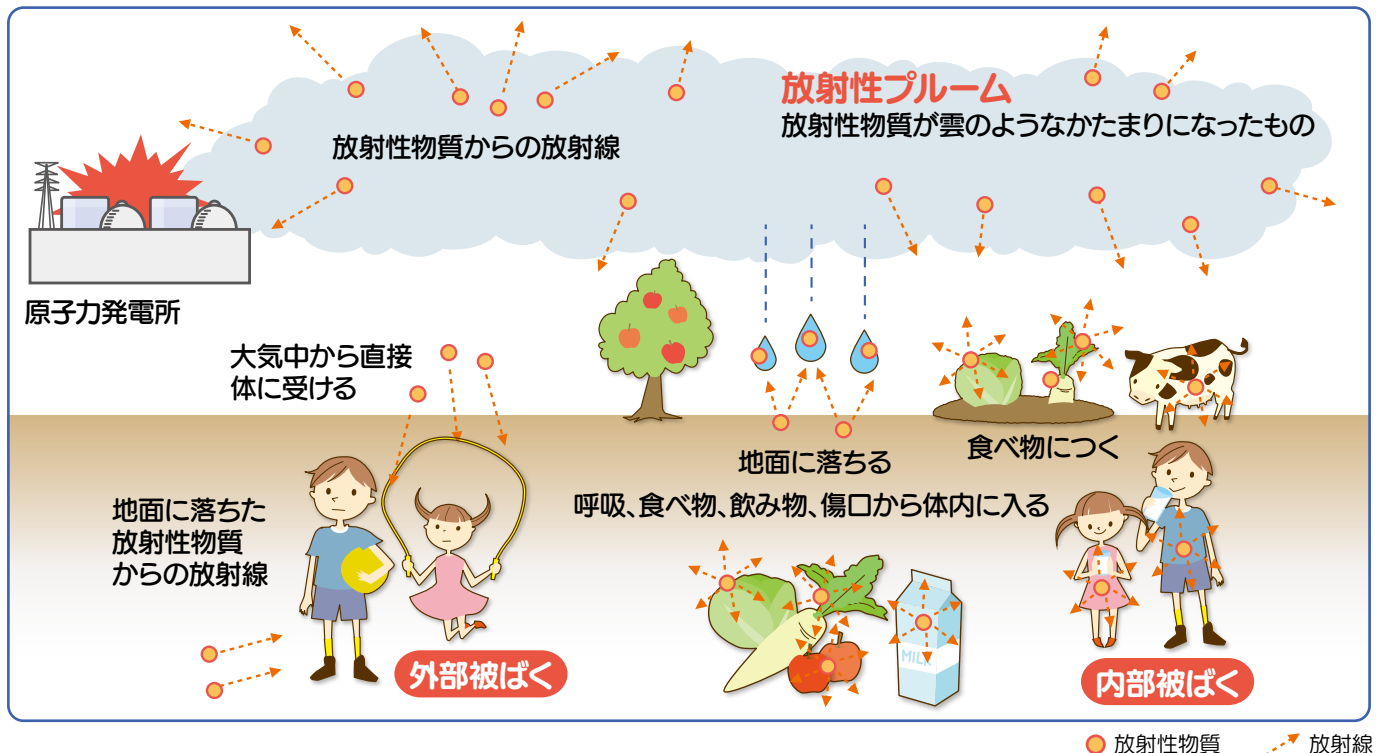 放射性プルーム
放射性物質が雲のようなかたまりになったもの
放射性物質からの放射線
原子力発電所
大気中から直接
体に受ける
地面に落ちる
食べ物につく
呼吸、食べ物、飲み物、傷口から体内に入る
地面に落ちた
放射性物質
からの放射線
MILK
外部被ばく
内部被ばく
放射性物質
放射線